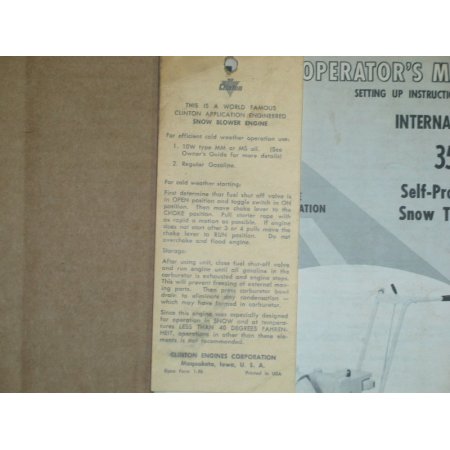 Clinton
THIS IS A WORLD FAMOUS
CLINTON APPLICATION ENGINEERED
SNOW BLOWER ENGINE
For efficient cold weather operation use:
1. 10W type MM or MS oil. (See
Owner's Guide for more details)
2. Regular Gasoline.
For cold weather starting:
First determine that fuel shut off valve is
in OPEN position and toggle switch in ON
position. Then move choke lever to the
CHOKE position. Pull starter rope with
as rapid a motion as possible. If engine
does not start after 3 or 4 pulls move the
choke lever to RUN position. Do not
overchoke and flood engine.
Storage:
After using unit, close fuel shut-off valve
and run engine until all gasoline in the
carburetor is exhausted and engine stops.
This will prevent freezing of external mov-
ing parts. Then press carburetor bowl
drain to eliminate any condensation
which may have formed in carburetor.
Since this engine was especially designed
for operation in SNOW and at tempera-
tures LESS THAN 40 DEGREES FAHREN-
HEIT, operations in other than these ele-
ments is not recommended.
CLINTON ENGINES CORPORATION
Maquoketa, Iowa, U. S. A.
Form
Printed in USA
OPERATOR'S M
SETTING UP INSTRUCTI
INTERNA
35
Self-Pro
Snow T
ATION